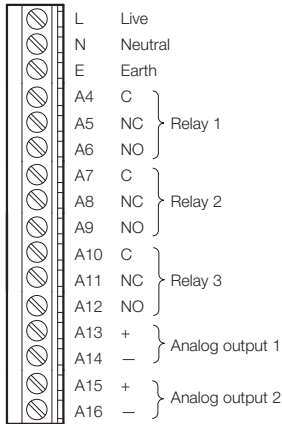 L Live
N Neutral
E Earth
A4 C
A5 NC Relay 1
A6 NO
A7 C
A8 NC Relay 2
A9 NO
A10 C
A11 NC Relay 3
A12 NO
A13 +
Analog output 1
A14 —
A15 +
Analog output 2
A16 —